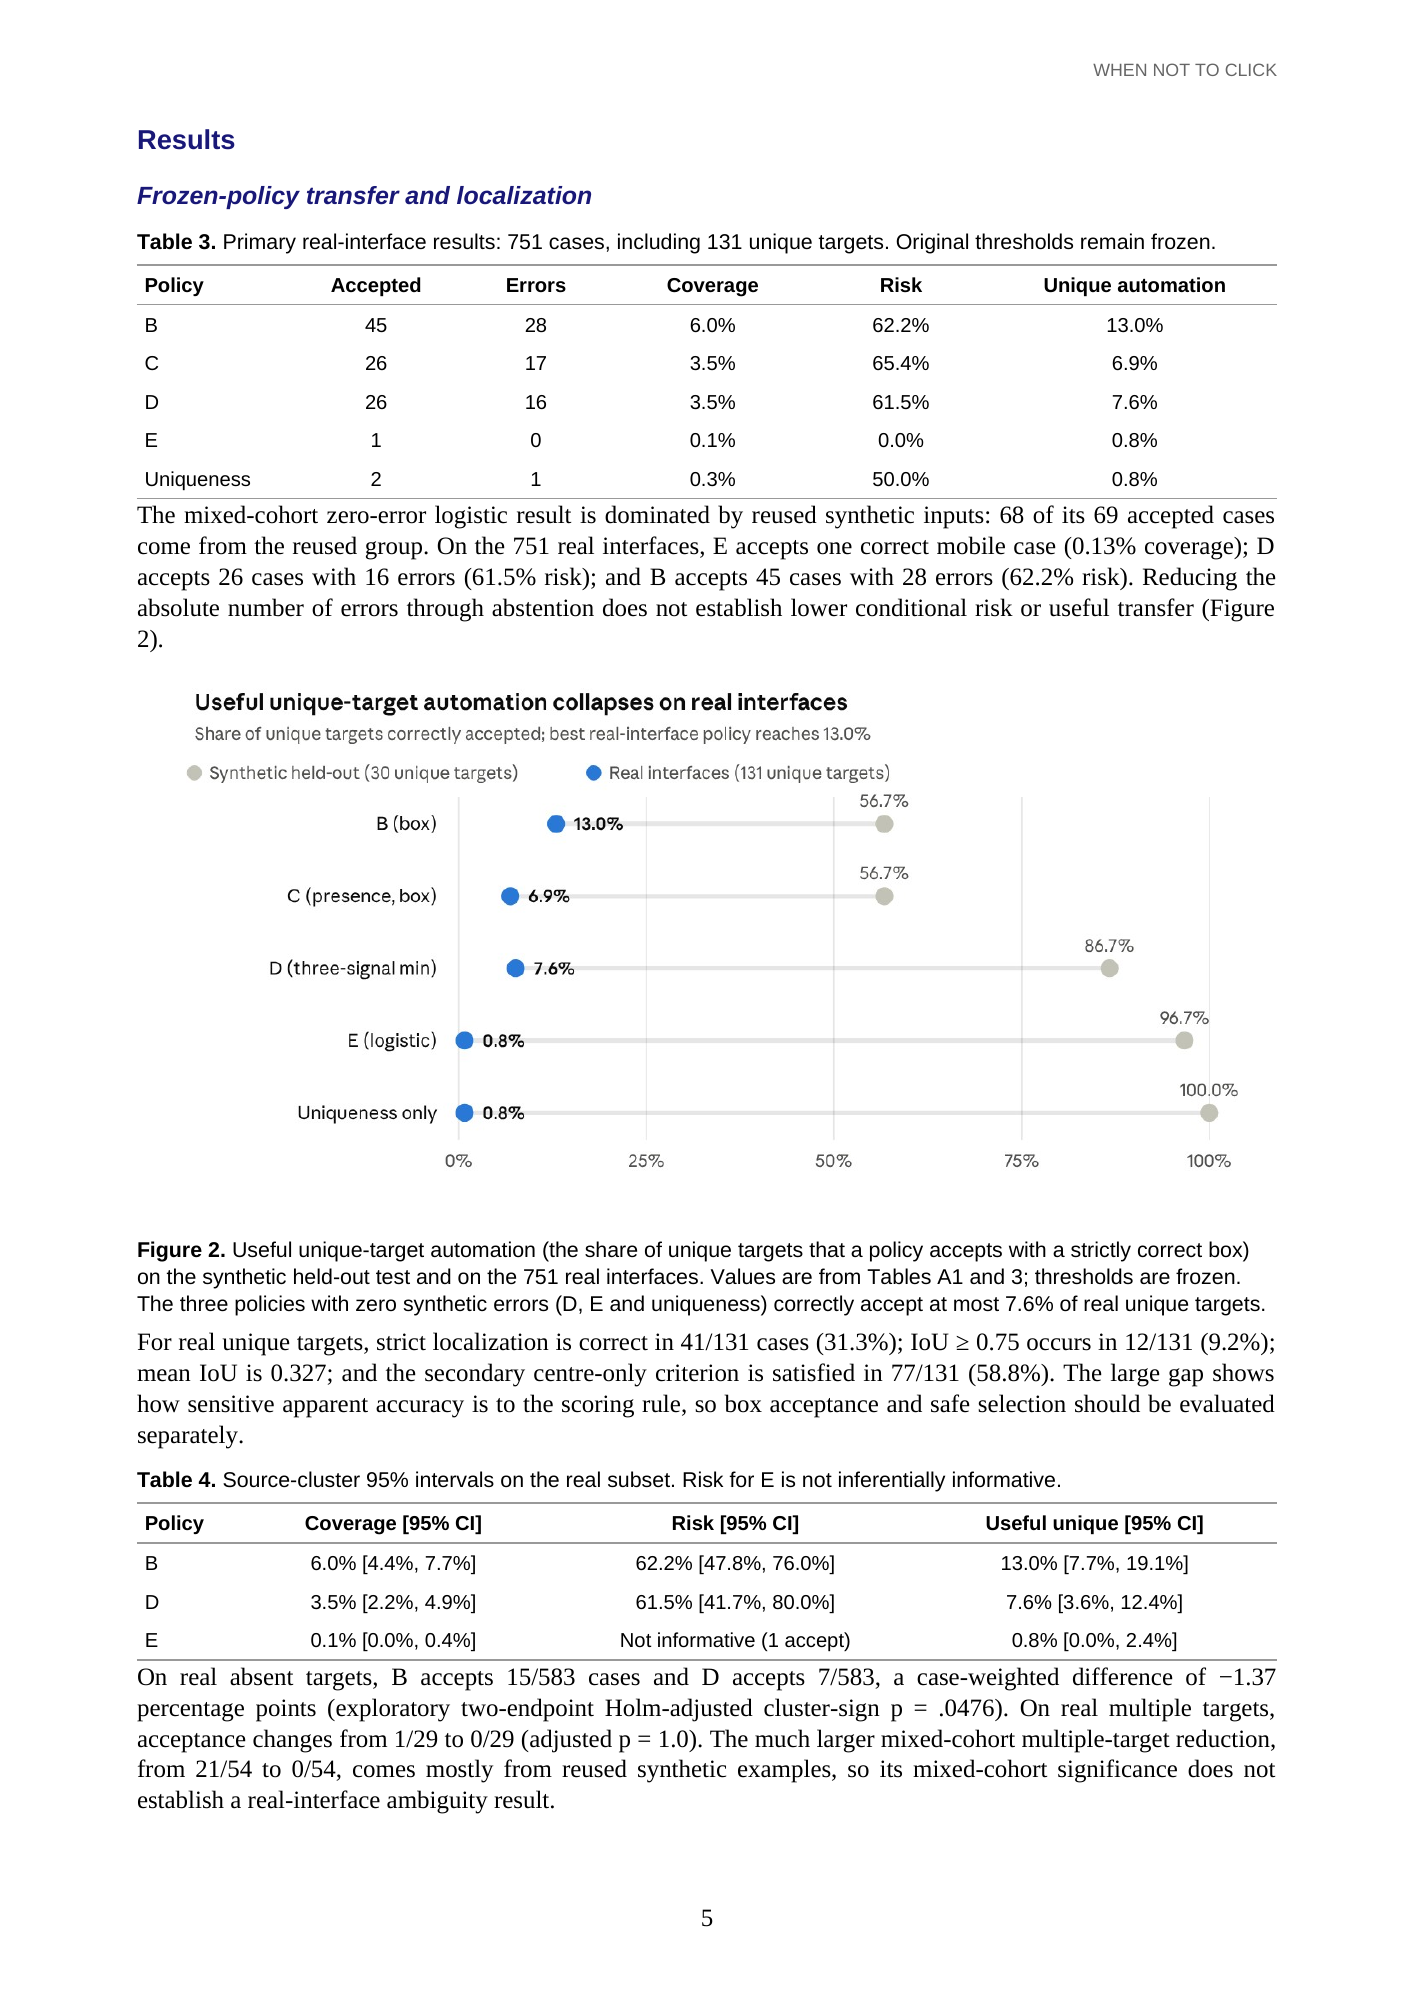 WHEN NOT TO CLICK
Results
Frozen-policy transfer and localization
Table 3. Primary real-interface results: 751 cases, including 131 unique targets. Original thresholds remain frozen.
Policy Accepted Errors Coverage Risk Unique automation
B 45 28 6.0% 62.2% 13.0%
C 26 17 3.5% 65.4% 6.9%
D 26 16 3.5% 61.5% 7.6%
E 1 0 0.1% 0.0% 0.8%
Uniqueness 2 1 0.3% 50.0% 0.8%
The mixed-cohort zero-error logistic result is dominated by reused synthetic inputs: 68 of its 69 accepted cases
come from the reused group. On the 751 real interfaces, E accepts one correct mobile case (0.13% coverage); D
accepts 26 cases with 16 errors (61.5% risk); and B accepts 45 cases with 28 errors (62.2% risk). Reducing the
absolute number of errors through abstention does not establish lower conditional risk or useful transfer (Figure
2).
Useful unique-target automation collapses on real interfaces
Share of unique targets correctly accepted; best real-interface policy reaches 13.0%
Synthetic held-out (30 unique targets) Real interfaces (131 unique targets)
56.7%
B (box) 13.0%
56.7%
C (presence, box) 6.9%
86.7%
D (three-signal min) 7.6%
96.7%
E (logistic) 0.8%
100.0%
Uniqueness only 0.8%
0% 25% 50% 75% 100%
Figure 2. Useful unique-target automation (the share of unique targets that a policy accepts with a strictly correct box)
on the synthetic held-out test and on the 751 real interfaces. Values are from Tables A1 and 3; thresholds are frozen.
The three policies with zero synthetic errors (D, E and uniqueness) correctly accept at most 7.6% of real unique targets.
For real unique targets, strict localization is correct in 41/131 cases (31.3%); IoU ≥ 0.75 occurs in 12/131 (9.2%);
mean IoU is 0.327; and the secondary centre-only criterion is satisfied in 77/131 (58.8%). The large gap shows
how sensitive apparent accuracy is to the scoring rule, so box acceptance and safe selection should be evaluated
separately.
Table 4. Source-cluster 95% intervals on the real subset. Risk for E is not inferentially informative.
Policy Coverage [95% CI] Risk [95% CI] Useful unique [95% CI]
B 6.0% [4.4%, 7.7%] 62.2% [47.8%, 76.0%] 13.0% [7.7%, 19.1%]
D 3.5% [2.2%, 4.9%] 61.5% [41.7%, 80.0%] 7.6% [3.6%, 12.4%]
E 0.1% [0.0%, 0.4%] Not informative (1 accept) 0.8% [0.0%, 2.4%]
On real absent targets, B accepts 15/583 cases and D accepts 7/583, a case-weighted difference of −1.37
percentage points (exploratory two-endpoint Holm-adjusted cluster-sign p = .0476). On real multiple targets,
acceptance changes from 1/29 to 0/29 (adjusted p = 1.0). The much larger mixed-cohort multiple-target reduction,
from 21/54 to 0/54, comes mostly from reused synthetic examples, so its mixed-cohort significance does not
establish a real-interface ambiguity result.
5